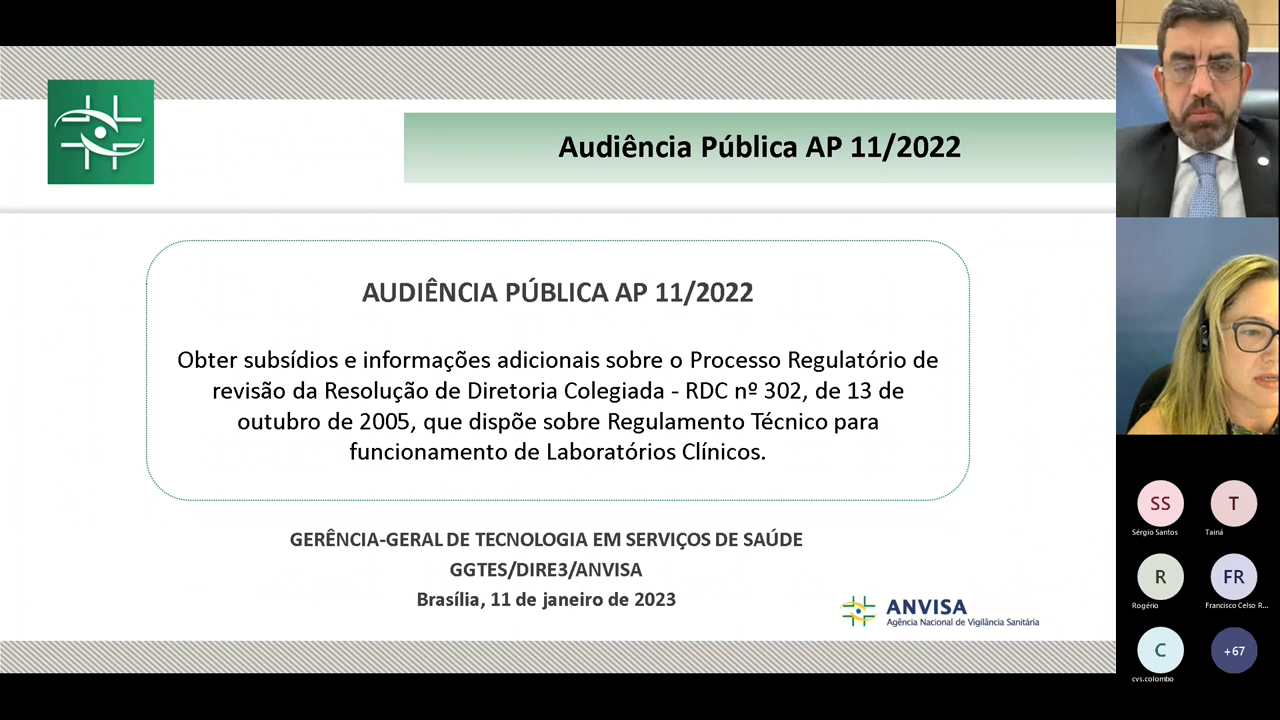 Audiência Pública AP 11/2022
AUDIÊNCIA PÚBLICA AP 11/2022
Obter subsídios e informações adicionais sobre o Processo Regulatório de
revisão da Resolução de Diretoria Colegiada - RDC nº 302, de 13 de
outubro de 2005, que dispõe sobre Regulamento Técnico para
funcionamento de Laboratórios Clínicos.
GERÊNCIA-GERAL DE TECNOLOGIA EM SERVIÇOS DE SAÚDE
GGTES/DIRE3/ANVISA
Brasília, 11 de janeiro de 2023
ANVISA
Agência Nacional de Vigilância Sanitária
SS
Sérgio Santos
T
Tainá
R
Rogério
FR
Francisco Celso R...
C
cvs.colombo
+67